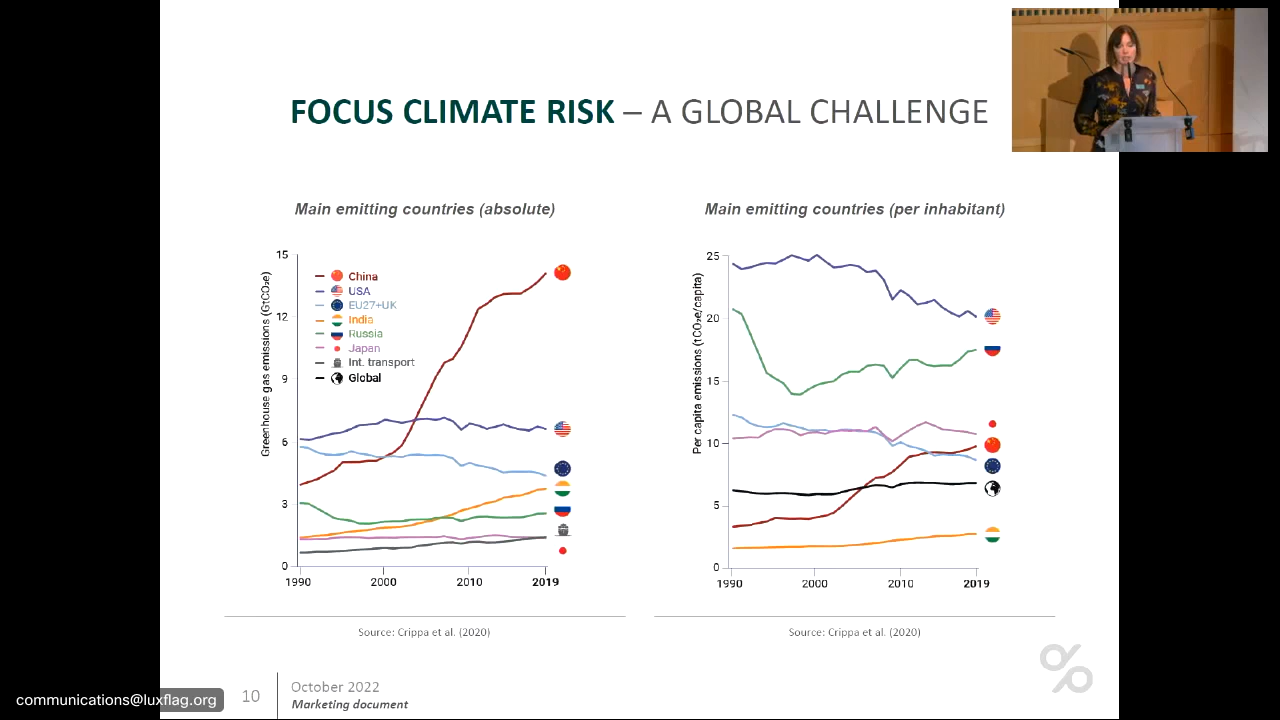 FOCUS CLIMATE RISK – A GLOBAL CHALLENGE
Main emitting countries (absolute)
Greenhouse gas emissions (GtCO₂e)
15
12
9
6
3
0
China
USA
EU27+UK
India
Russia
Japan
Int. transport
Global
1990
2000
2010
2019
Source: Crippa et al. (2020)
Main emitting countries (per inhabitant)
Per capita emissions (tCO₂e/capita)
25
20
15
10
5
0
1990
2000
2010
2019
Source: Crippa et al. (2020)
10
October 2022
Marketing document
communications@luxflag.org